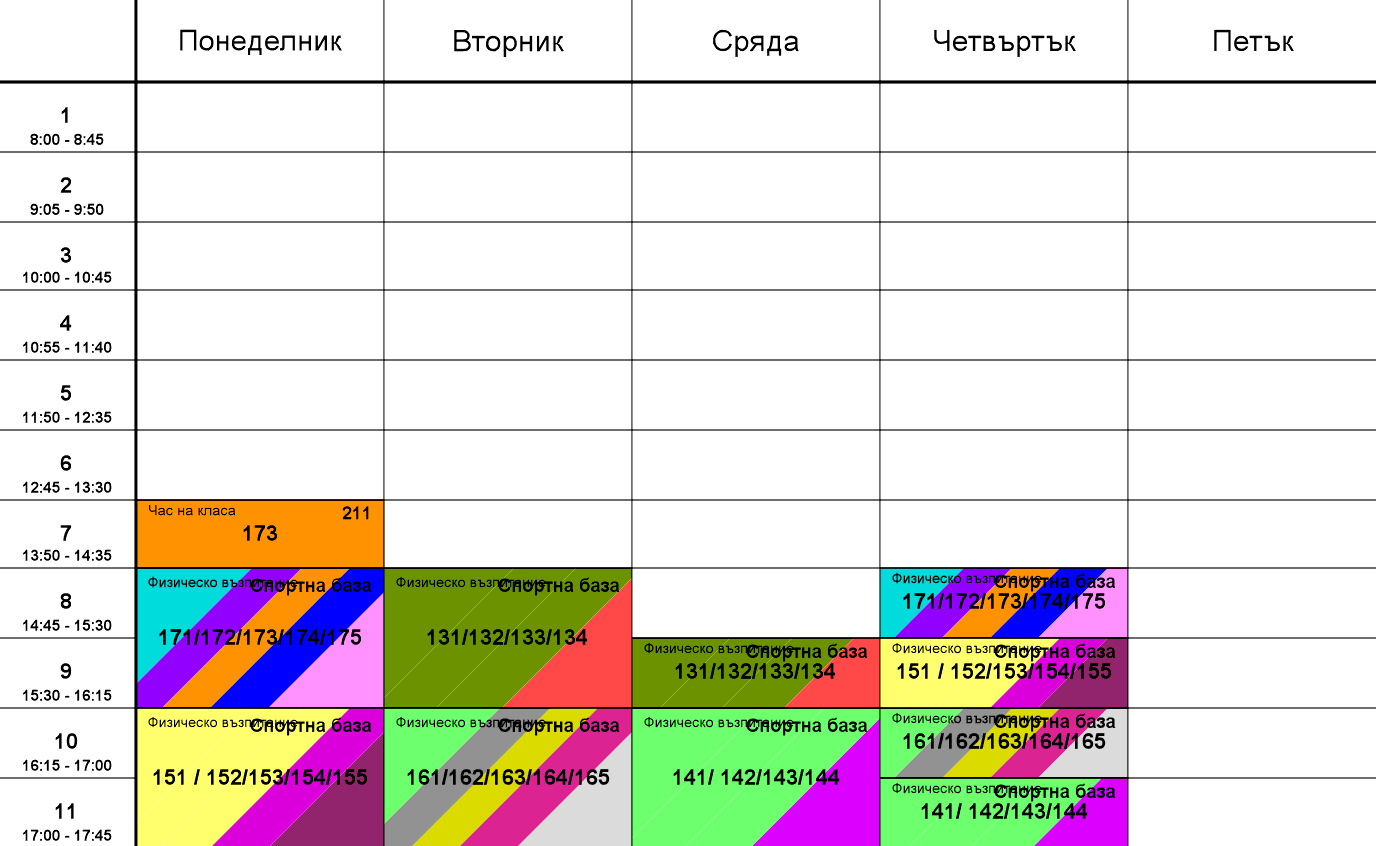 Понеделник Вторник Сряда Четвъртък Петък
1
8:00 - 8:45
2
9:05 - 9:50
3
10:00 - 10:45
4
10:55 - 11:40
5
11:50 - 12:35
6
12:45 - 13:30
7
13:50 - 14:35
Час на класа 211
173
8
14:45 - 15:30
Физическо възпитание Спортна база
171/172/173/174/175
Физическо възпитание Спортна база
131/132/133/134
Физическо възпитание Спортна база
171/172/173/174/175
9
15:30 - 16:15
Физическо възпитание Спортна база
131/132/133/134
Физическо възпитание Спортна база
151 / 152/153/154/155
10
16:15 - 17:00
Физическо възпитание Спортна база
151 / 152/153/154/155
Физическо възпитание Спортна база
161/162/163/164/165
Физическо възпитание Спортна база
141/ 142/143/144
Физическо възпитание Спортна база
161/162/163/164/165
11
17:00 - 17:45
Физическо възпитание Спортна база
141/ 142/143/144